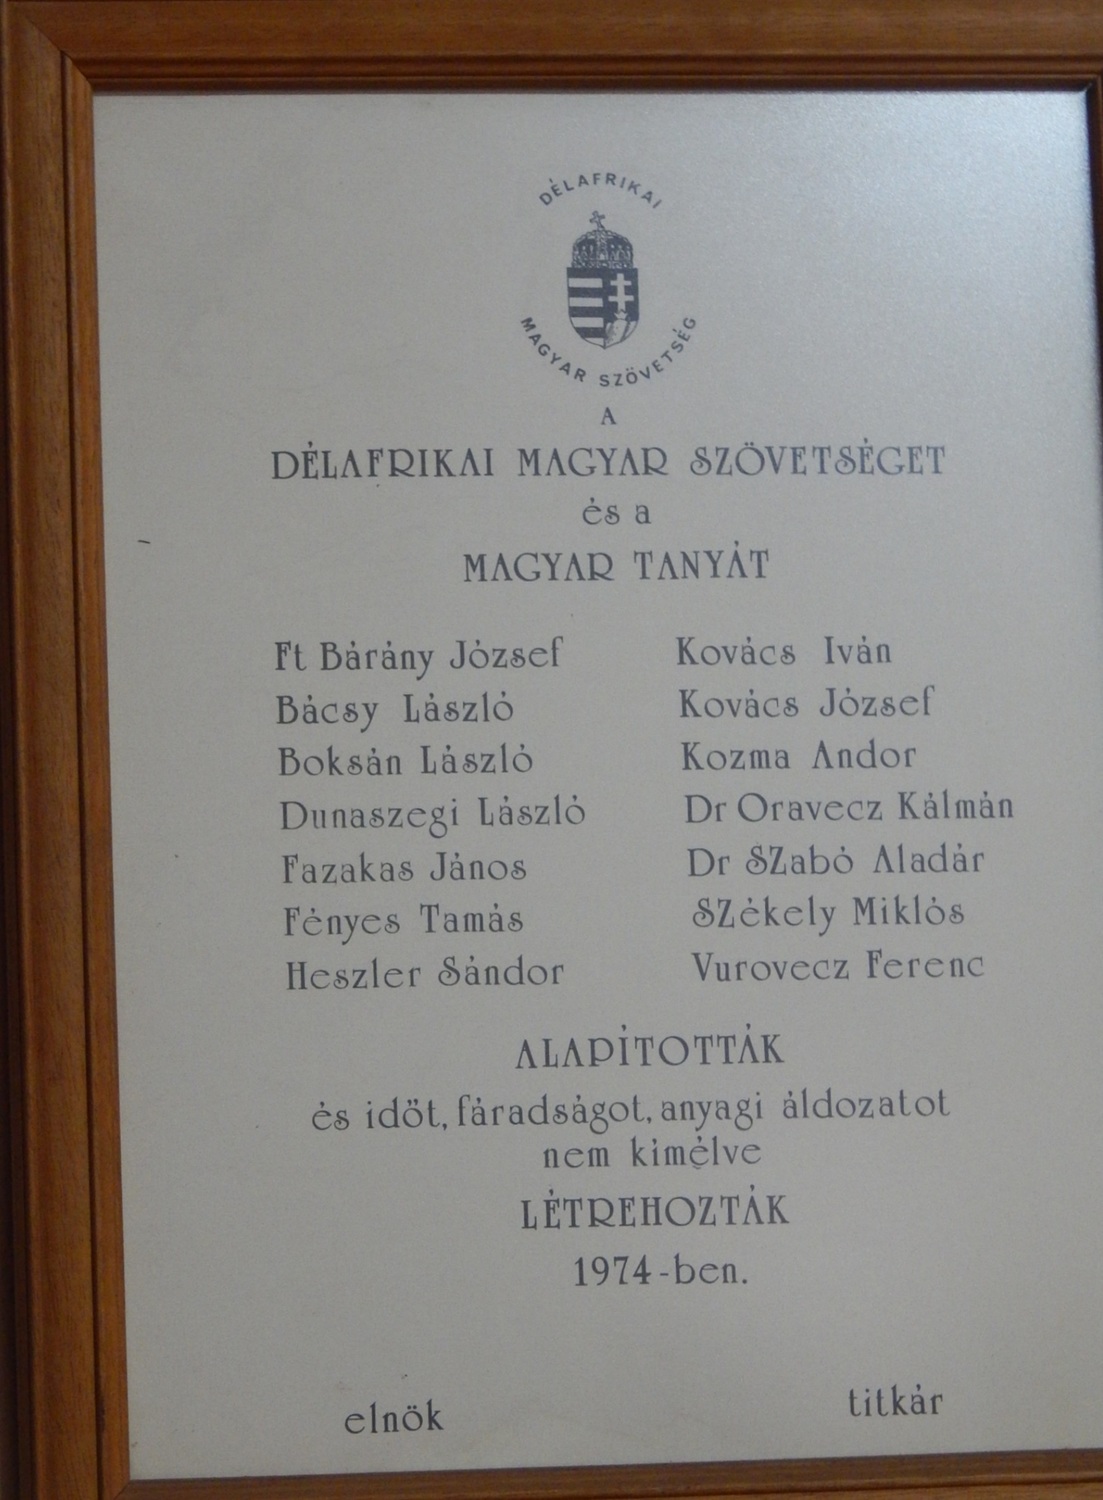 DÉLAFRIKAI
MAGYAR SZÖVETSÉG
A
DÉLAFRIKAI MAGYAR SZÖVETSÉGET
és a
MAGYAR TANYÁT
Ft Bárány József
Bácsy László
Boksán László
Dunaszegi László
Fazakas János
Fényes Tamás
Heszler Sándor
Kovács Iván
Kovács József
Kozma Andor
Dr Oravecz Kálmán
Dr SZabó Aladár
SZékely Miklós
Vurovecz Ferenc
ALAPÍTOTTÁK
és időt, fáradságot, anyagi áldozatot
nem kimélve
LÉTREHOZTÁK
1974-ben.
elnök
titkár